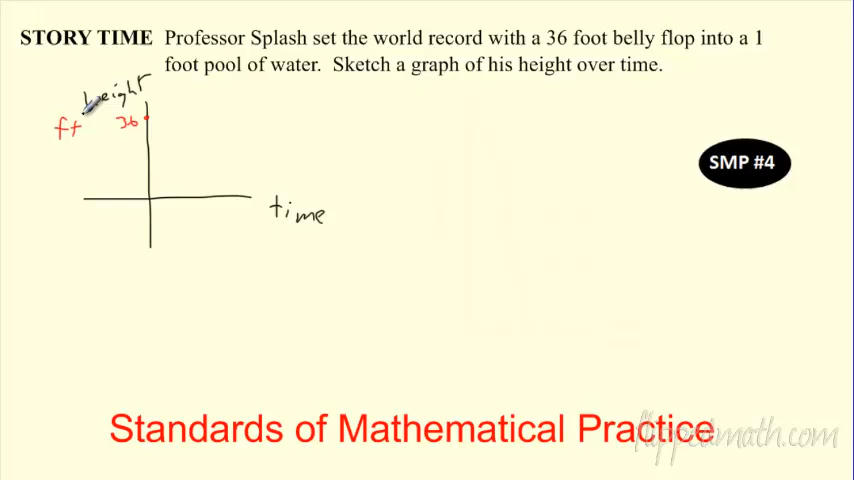 STORY TIME Professor Splash set the world record with a 36 foot belly flop into a 1
foot pool of water. Sketch a graph of his height over time.
height
ft 36
SMP #4
time
Standards of Mathematical Practice
flippedmath.com